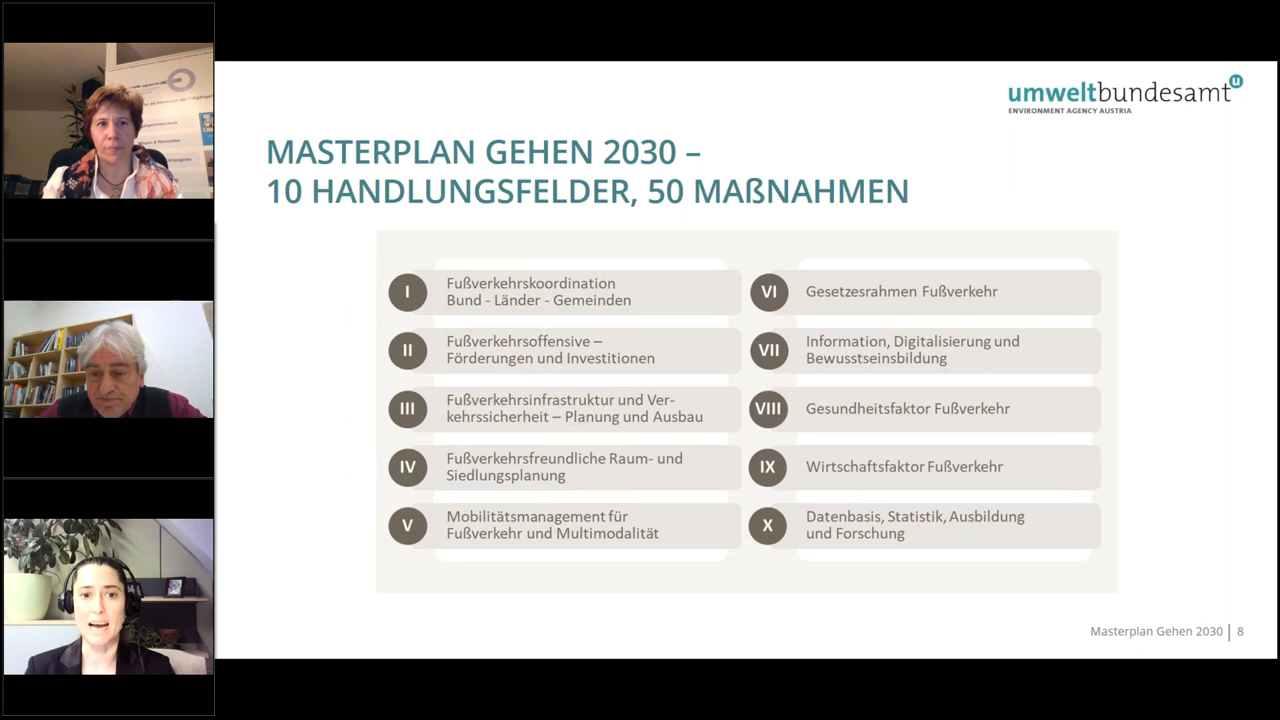 umweltbundesamt u
ENVIRONMENT AGENCY AUSTRIA
MASTERPLAN GEHEN 2030 –
10 HANDLUNGSFELDER, 50 MAßNAHMEN
I
Fußverkehrskoordination
Bund - Länder - Gemeinden
II
Fußverkehrsoffensive –
Förderungen und Investitionen
III
Fußverkehrsinfrastruktur und Ver-
kehrssicherheit – Planung und Ausbau
IV
Fußverkehrsfreundliche Raum- und
Siedlungsplanung
V
Mobilitätsmanagement für
Fußverkehr und Multimodalität
VI
Gesetzesrahmen Fußverkehr
VII
Information, Digitalisierung und
Bewusstseinsbildung
VIII
Gesundheitsfaktor Fußverkehr
IX
Wirtschaftsfaktor Fußverkehr
X
Datenbasis, Statistik, Ausbildung
und Forschung
Masterplan Gehen 2030 | 8